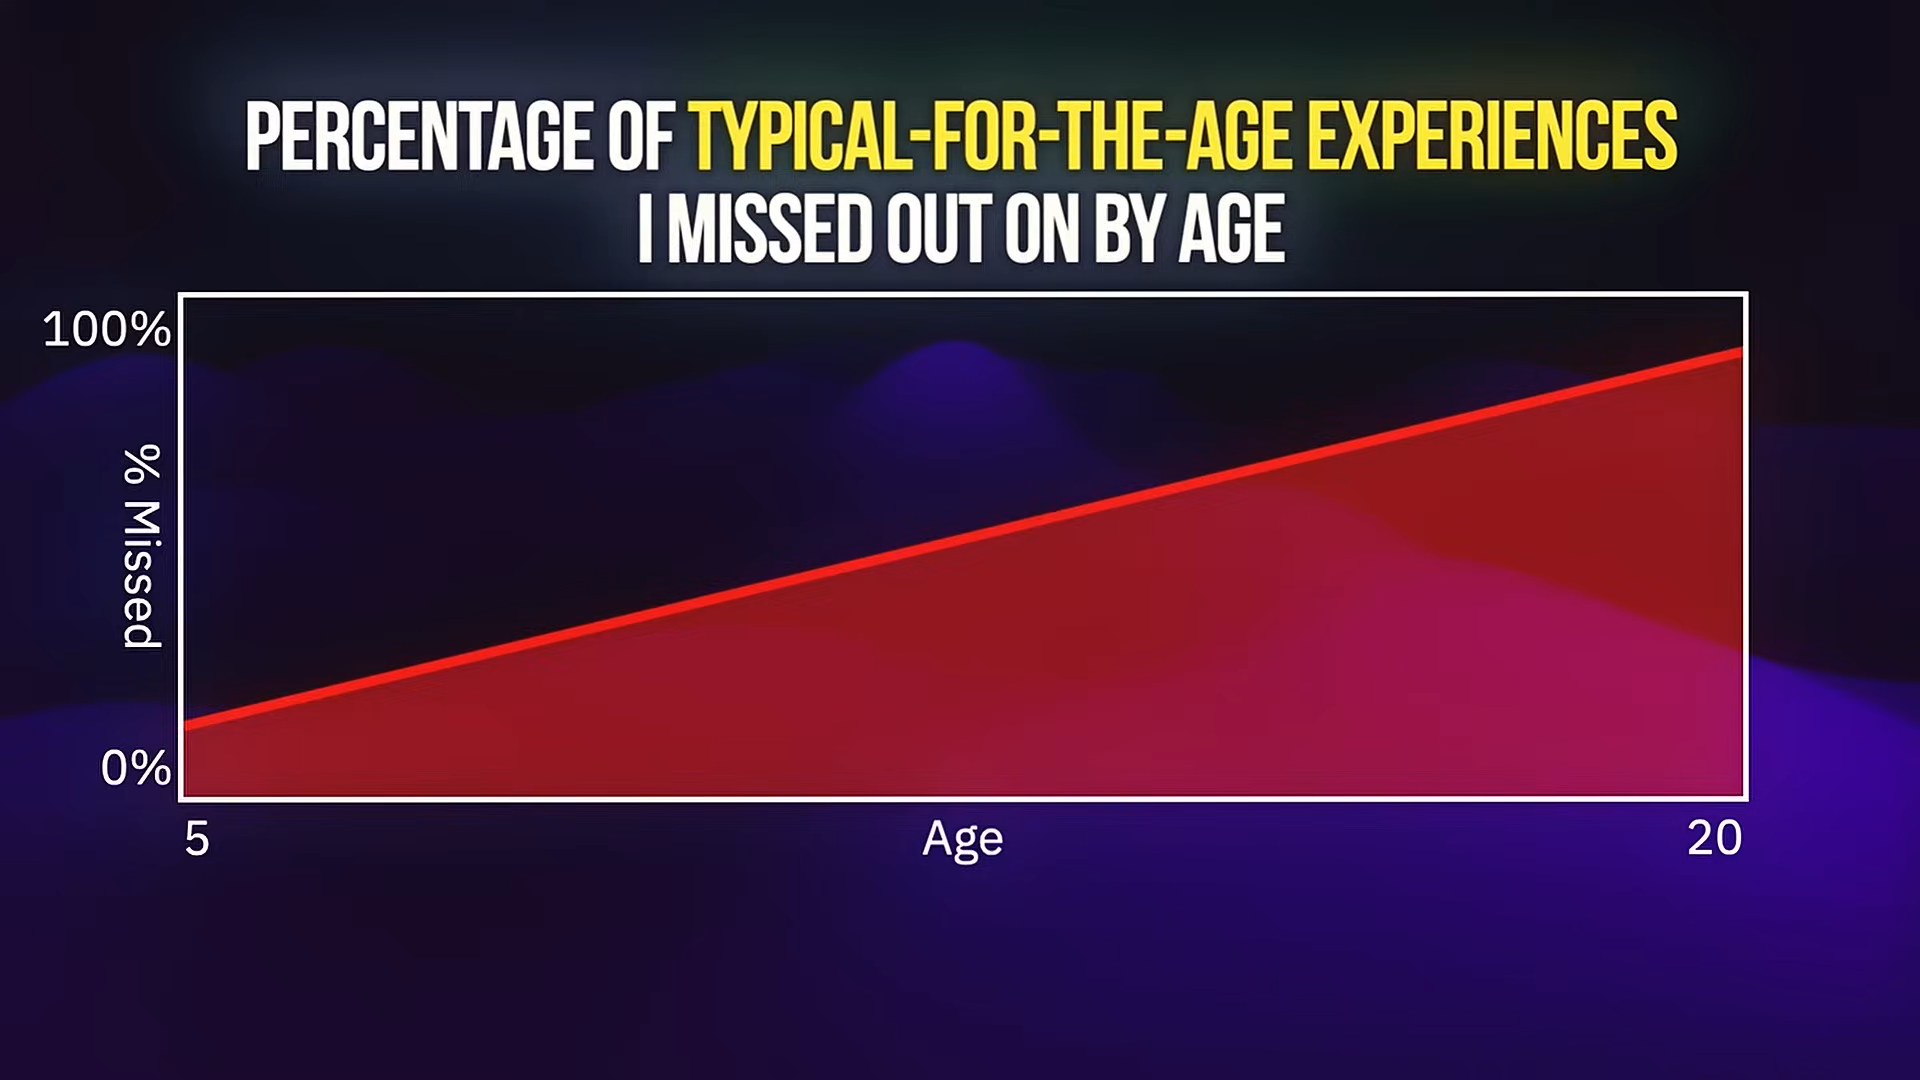 PERCENTAGE OF TYPICAL-FOR-THE-AGE EXPERIENCES
I MISSED OUT ON BY AGE
100%
% Missed
0%
5
Age
20